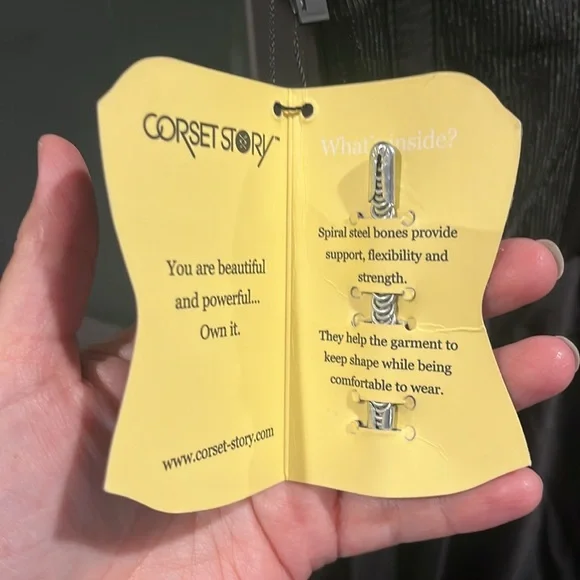 CORSET STORY™
You are beautiful
and powerful...
Own it.
www.corset-story.com
What's inside?
Spiral steel bones provide
support, flexibility and
strength.
They help the garment to
keep shape while being
comfortable to wear.